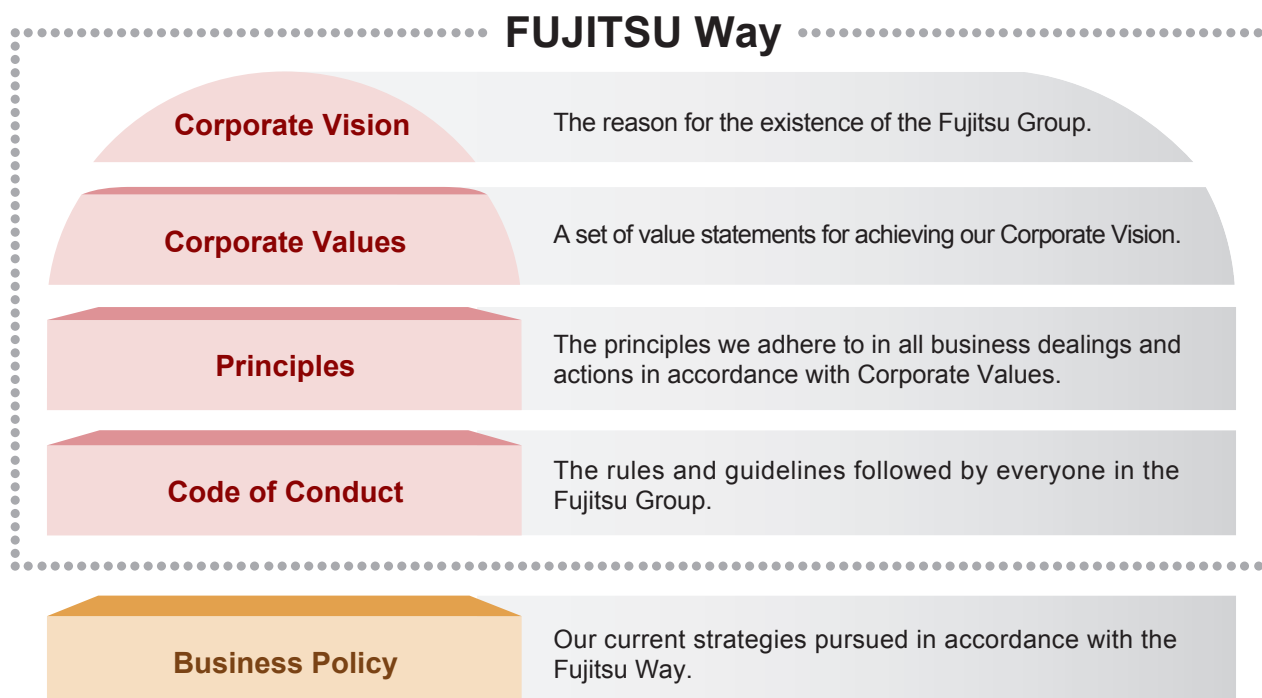 FUJITSU Way
Corporate Vision
The reason for the existence of the Fujitsu Group.
Corporate Values
A set of value statements for achieving our Corporate Vision.
Principles
The principles we adhere to in all business dealings and
actions in accordance with Corporate Values.
Code of Conduct
The rules and guidelines followed by everyone in the
Fujitsu Group.
Business Policy
Our current strategies pursued in accordance with the
Fujitsu Way.